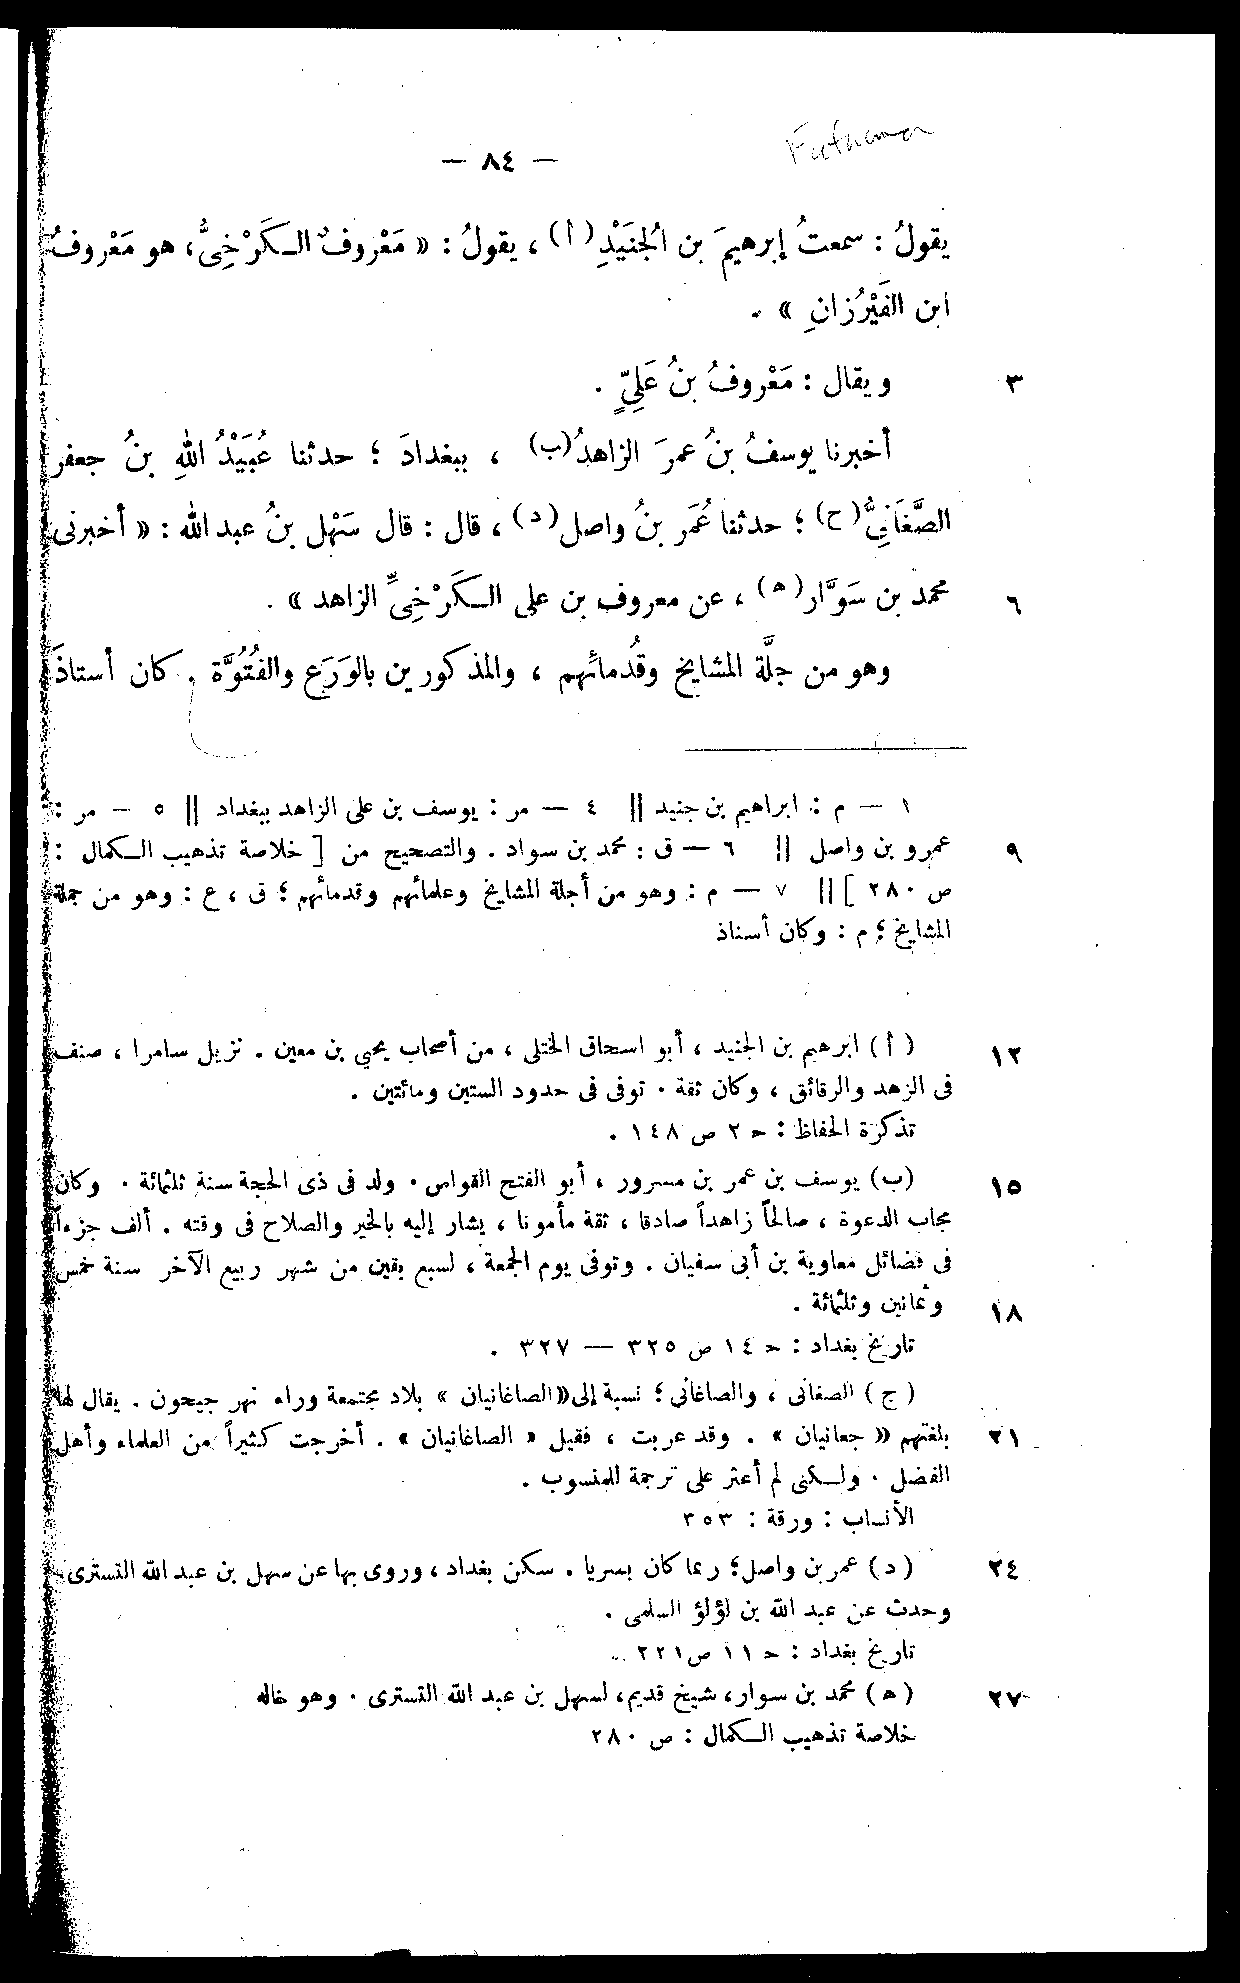 Futuwwa
— ٨٤ —
يقولُ : سمعتُ إبرهيمَ بن الجنَيْدِ(أ) ، يقولُ : « مَعْروفٌ الكَرْخِىُّ، هو مَعْروفُ
ابن الفَيْرُزانِ » .
٣ ويقال : مَعْروفُ بنُ عَلِيٍّ .
أخبرنا يوسفُ بنُ عمرَ الزاهدُ(ب) ، ببغدادَ ؛ حدثنا عُبَيْدُ اللهِ بنُ جعفر
الصَّغَانِيُّ(ح) ؛ حدثنا عُمَر بنُ واصل(د) ، قال : قال سَهْل بنُ عبد الله : « أخبرنى
٦ محمد بن سَوَّار(ه) ، عن معروف بن على الكَرْخِىِّ الزاهد » .
وهو من جلَّة المشايخ وقُدمائهم ، والمذكورين بالوَرَع والفُتُوَّة . كان أستاذَ
١ — م : ابراهيم بن جنيد || ٤ — مر : يوسف بن على الزاهد ببغداد || ٥ — مر :
٩ عمرو بن واصل || ٦ — ق : محمد بن سواد . والتصحيح من [ خلاصة تذهيب الكمال :
ص ٢٨٠ ] || ٧ — م : وهو من أجلة المشايخ وعلمائهم وقدمائهم ؛ ق ، ع : وهو من جملة
المشايخ ؛ م : وكان أستاذ
١٢ ( أ ) ابرهيم بن الجنيد ، أبو اسحاق الختلى ، من أصحاب يحيي بن معين . نزيل سامرا ، صنف
فى الزهد والرقائق ، وكان ثقة . توفى فى حدود الستين ومائتين .
تذكرة الحفاظ : ح ٢ ص ١٤٨ .
١٥ (ب) يوسف بن عمر بن مسرور ، أبو الفتح القواس . ولد فى ذى الحجة سنة ثلثمائة . وكان
مجاب الدعوة ، صالحاً زاهداً صادقا ، ثقة مأمونا ، يشار إليه بالخير والصلاح فى وقته . ألف جزءاً
فى فضائل معاوية بن أبى سفيان . وتوفى يوم الجمعة ، لسبع بقين من شهر ربيع الآخر سنة خمس
١٨ وثمانين وثلثمائة .
تاريخ بغداد : ح ١٤ ص ٣٢٥ — ٣٢٧ .
( ج ) الصغانى ، والصاغانى ؛ نسبة إلى « الصاغانيان » بلاد مجتمعة وراء نهر جيحون . يقال لها
٢١ بلغتهم « جعانيان » . وقد عربت ، فقيل « الصاغانيان » . أخرجت كثيراً من العلماء وأهل
الفضل . ولكنى لم أعثر على ترجمة للمنسوب .
الأنساب : ورقة : ٣٥٣
٢٤ ( د ) عمر بن واصل ؛ ربما كان بسريا . سكن بغداد ، وروى بها عن سهل بن عبد الله التسترى
وحدث عن عبد الله بن لؤلؤ السلمى .
تاريخ بغداد : ح ١١ ص ٢٢١ .
٢٧ ( ه ) محمد بن سوار، شيخ قديم، لسهل بن عبد الله التسترى . وهو خاله
خلاصة تذهيب الكمال : ص ٢٨٠